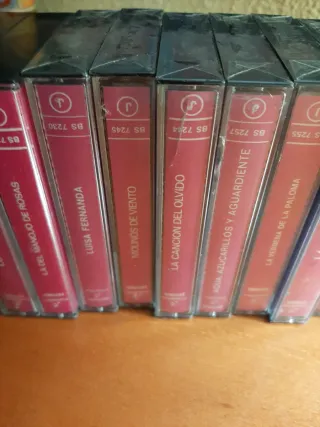 LA DEL MANOJO DE ROSAS
BS 7230
LUISA FERNANDA
BS 7245
MOLINOS DE VIENTO
BS 7244
LA CANCION DEL OLVIDO
BS 7257
AGUA AZUCARILLOS Y AGUARDIENTE
BS 7255
LA VERBENA DE LA PALOMA